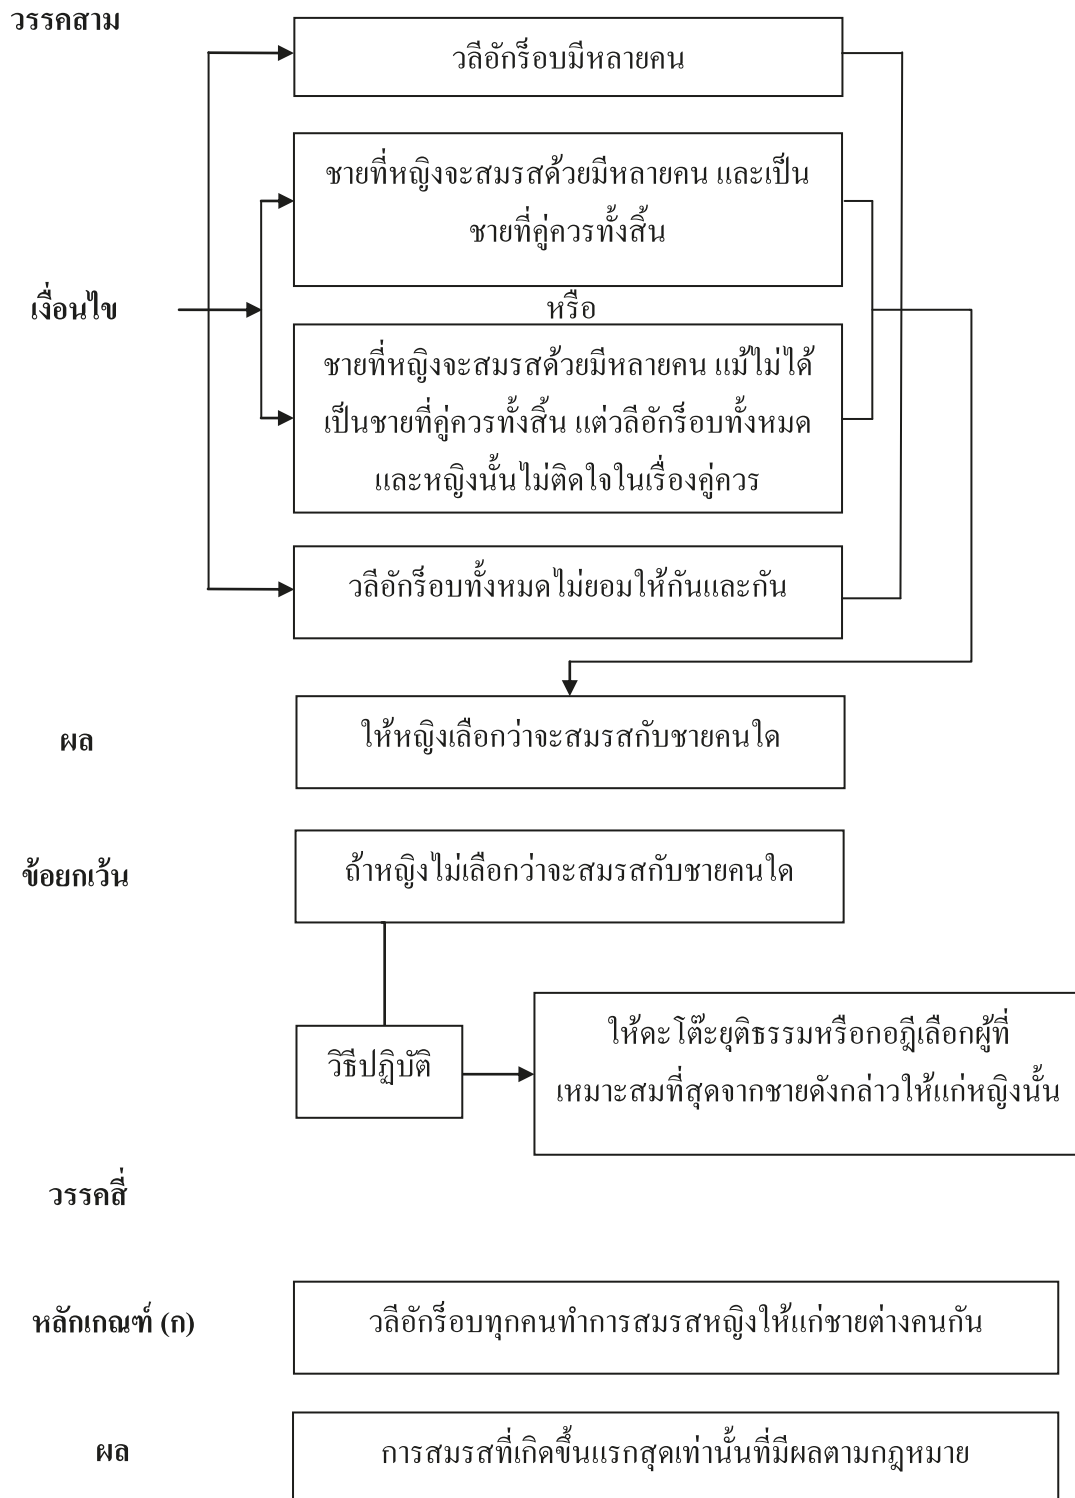 วรรคสาม
วลีอักร็อบมีหลายคน
ชายที่หญิงจะสมรสด้วยมีหลายคน และเป็น
ชายที่คู่ควรทั้งสิ้น
เงื่อนไข
หรือ
ชายที่หญิงจะสมรสด้วยมีหลายคน แม้ไม่ได้
เป็นชายที่คู่ควรทั้งสิ้น แต่วลีอักร็อบทั้งหมด
และหญิงนั้นไม่ติดใจในเรื่องคู่ควร
วลีอักร็อบทั้งหมดไม่ยอมให้กันและกัน
ผล
ให้หญิงเลือกว่าจะสมรสกับชายคนใด
ข้อยกเว้น
ถ้าหญิงไม่เลือกว่าจะสมรสกับชายคนใด
วิธีปฏิบัติ
ให้ดะโต๊ะยุติธรรมหรือกอฎีเลือกผู้ที่
เหมาะสมที่สุดจากชายดังกล่าวให้แก่หญิงนั้น
วรรคสี่
หลักเกณฑ์ (ก)
วลีอักร็อบทุกคนทำการสมรสหญิงให้แก่ชายต่างคนกัน
ผล
การสมรสที่เกิดขึ้นแรกสุดเท่านั้นที่มีผลตามกฎหมาย